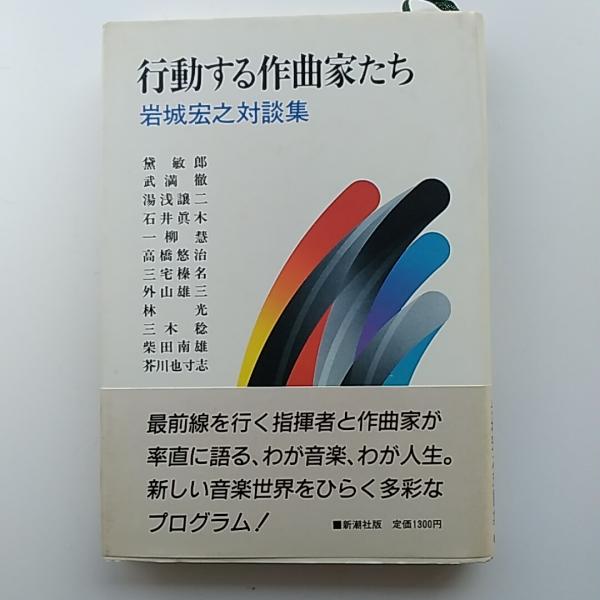 行動する作曲家たち
岩城宏之対談集
黛 敏郎
武満 徹
湯浅譲二
石井眞木
一柳 慧
高橋悠治
三宅榛名
外山雄三
林 光
三木 稔
柴田南雄
芥川也寸志
最前線を行く指揮者と作曲家が
率直に語る、わが音楽、わが人生。
新しい音楽世界をひらく多彩な
プログラム!
■新潮社版 定価1300円